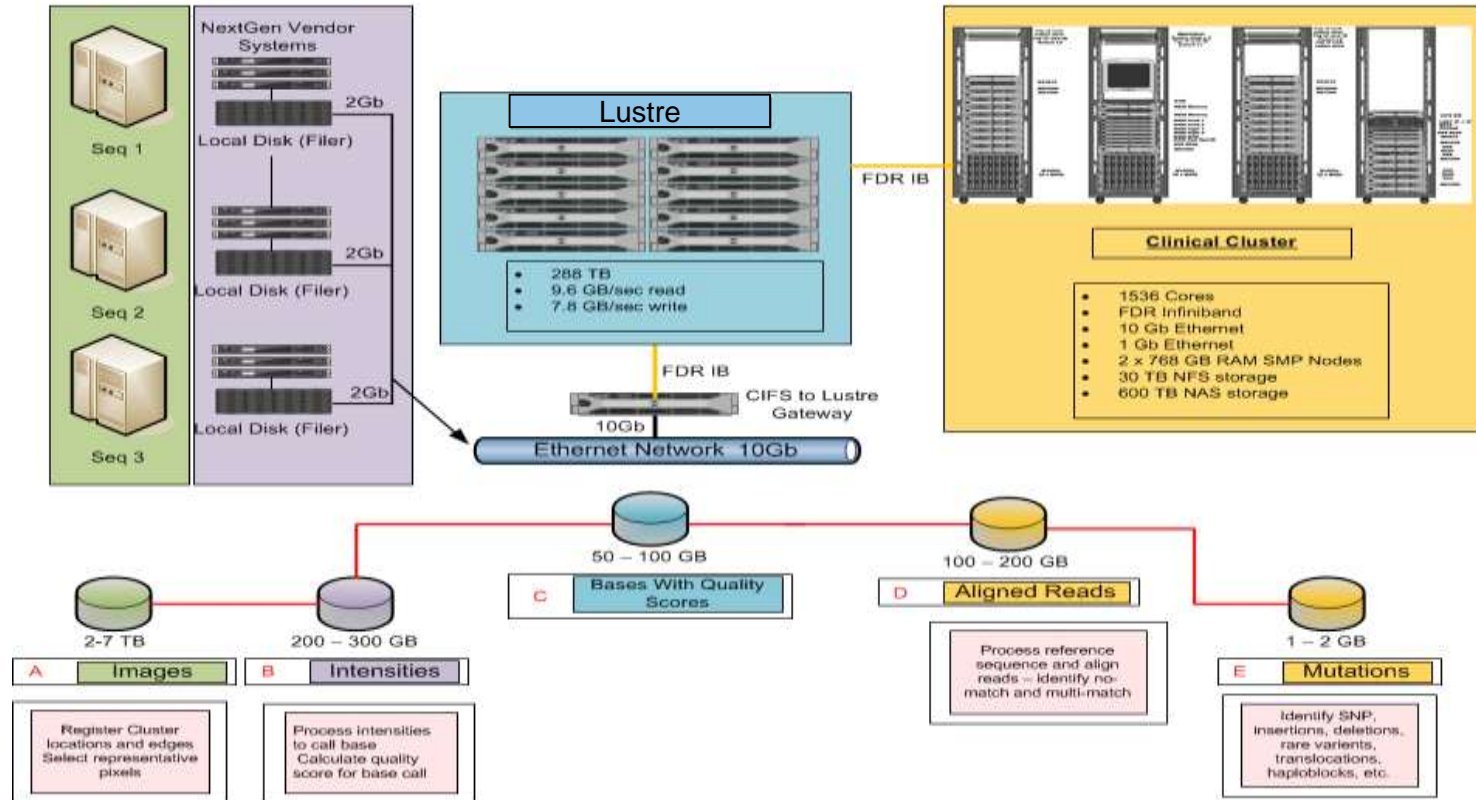 NextGen Vendor
Systems
Seq 1
2Gb
Local Disk (Filer)
Seq 2
2Gb
Local Disk (Filer)
Seq 3
2Gb
Local Disk (Filer)
Lustre
• 288 TB
• 9.6 GB/sec read
• 7.8 GB/sec write
FDR IB
FDR IB
CIFS to Lustre
Gateway
10Gb
Ethernet Network 10Gb
Clinical Cluster
• 1536 Cores
• FDR Infiniband
• 10 Gb Ethernet
• 1 Gb Ethernet
• 2 x 768 GB RAM SMP Nodes
• 30 TB NFS storage
• 600 TB NAS storage
2-7 TB
A Images
Register Cluster
locations and edges
Select representative
pixels
200 – 300 GB
B Intensities
Process intensities
to call base
Calculate quality
score for base call
50 – 100 GB
C Bases With Quality
Scores
100 – 200 GB
D Aligned Reads
Process reference
sequence and align
reads – Identify no-
match and multi-match
1 – 2 GB
E Mutations
Identify SNP,
insertions, deletions,
rare varients,
translocations,
haploblocks, etc.